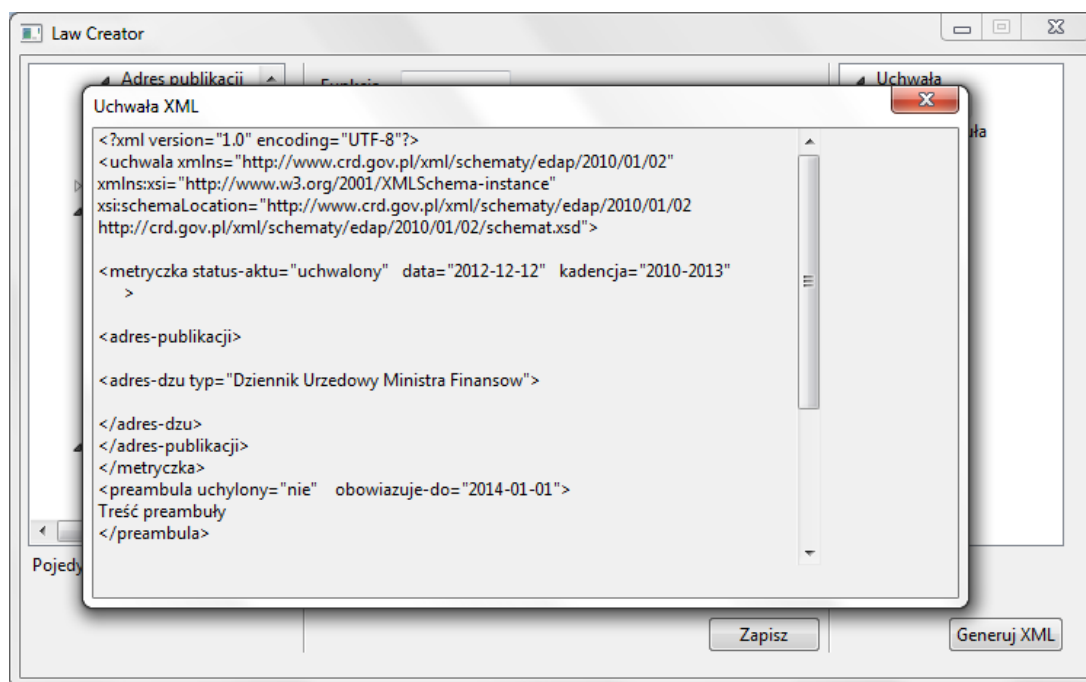 Law Creator
Adres publikacji
Funkcja
Uchwała
Uchwała XML
<?xml version="1.0" encoding="UTF-8"?>
<uchwala xmlns="http://www.crd.gov.pl/xml/schematy/edap/2010/01/02"
xmlns:xsi="http://www.w3.org/2001/XMLSchema-instance"
xsi:schemaLocation="http://www.crd.gov.pl/xml/schematy/edap/2010/01/02
http://crd.gov.pl/xml/schematy/edap/2010/01/02/schemat.xsd">
<metryczka status-aktu="uchwalony" data="2012-12-12" kadencja="2010-2013"
>
<adres-publikacji>
<adres-dzu typ="Dziennik Urzedowy Ministra Finansow">
</adres-dzu>
</adres-publikacji>
</metryczka>
<preambula uchylony="nie" obowiazuje-do="2014-01-01">
Treść preambuły
</preambula>
Zapisz
Generuj XML